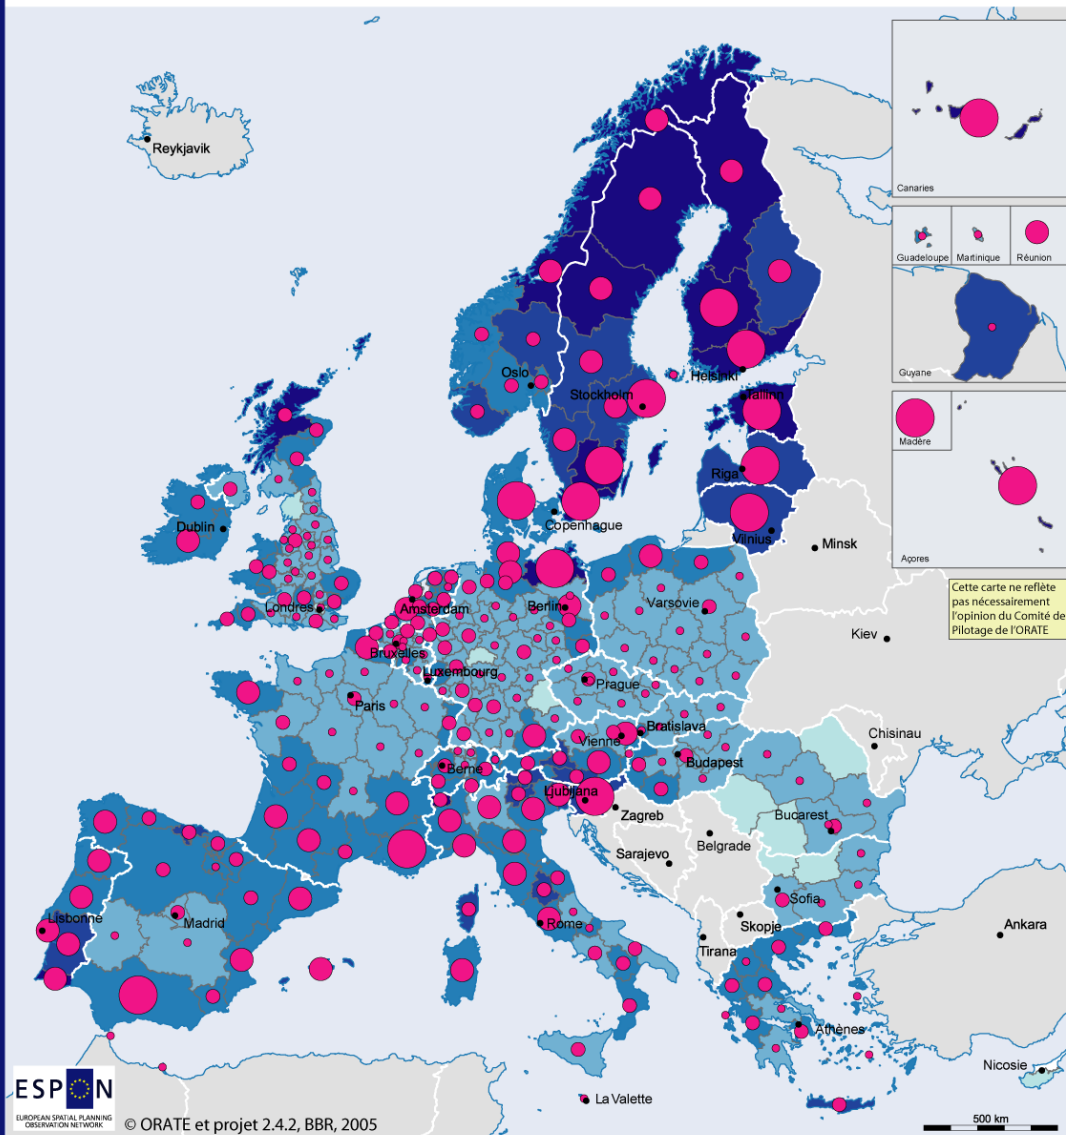 Reykjavik
Canaries
Guadeloupe
Martinique
Réunion
Guyane
Madère
Açores
Oslo
Stockholm
Helsinki
Tallinn
Riga
Vilnius
Copenhague
Minsk
Dublin
Londres
Amsterdam
Berlin
Varsovie
Cette carte ne reflète
pas nécessairement
l'opinion du Comité de
Pilotage de l'ORATE
Kiev
Bruxelles
Luxembourg
Prague
Paris
Bratislava
Vienne
Chisinau
Budapest
Berne
Ljubljana
Zagreb
Bucarest
Belgrade
Sarajevo
Sofia
Lisbonne
Madrid
Rome
Skopje
Tirana
Ankara
Athènes
Nicosie
La Valette
ESPON
EUROPEAN SPATIAL PLANNING
OBSERVATION NETWORK
© ORATE et projet 2.4.2, BBR, 2005
500 km